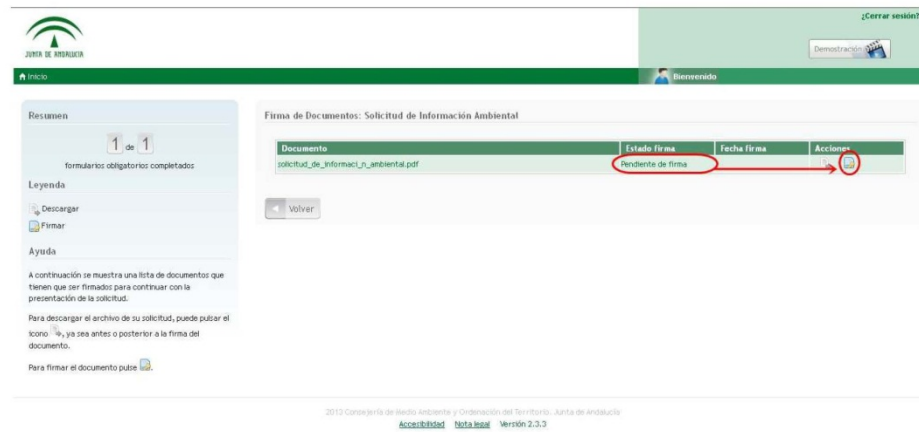 ¿Cerrar sesión?
JUNTA DE ANDALUCIA
Demostración
Inicio
Bienvenido
Resumen
1 de 1
formularios obligatorios completados
Leyenda
Descargar
Firmar
Ayuda
A continuación se muestra una lista de documentos que
tienen que ser firmados para continuar con la
presentación de la solicitud.
Para descargar el archivo de su solicitud, puede pulsar el
icono , ya sea antes o posterior a la firma del
documento.
Para firmar el documento pulse .
Firma de Documentos: Solicitud de Información Ambiental
Documento Estado firma Fecha firma Acciones
solicitud_de_informaci_n_ambiental.pdf Pendiente de firma
Volver
2012 Consejería de Medio Ambiente y Ordenación del Territorio. Junta de Andalucía
Accesibilidad Nota legal Versión 2.3.3